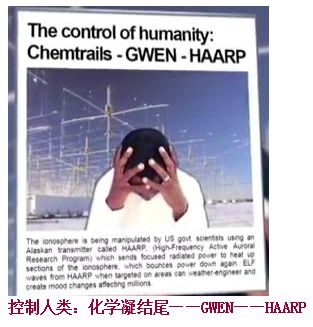 The control of humanity:
Chemtrails - GWEN - HAARP
The ionosphere is being manipulated by US govt. scientists using an
Alaskan transmitter called HAARP, (High-Frequency Active Auroral
Research Program) which sends focused radiated power to heat up
sections of the ionosphere, which bounces power down again. ELF
waves from HAARP when targeted on areas can weather-engineer and
create mood changes affecting millions.
控制人类：化学凝结尾——GWEN——HAARP